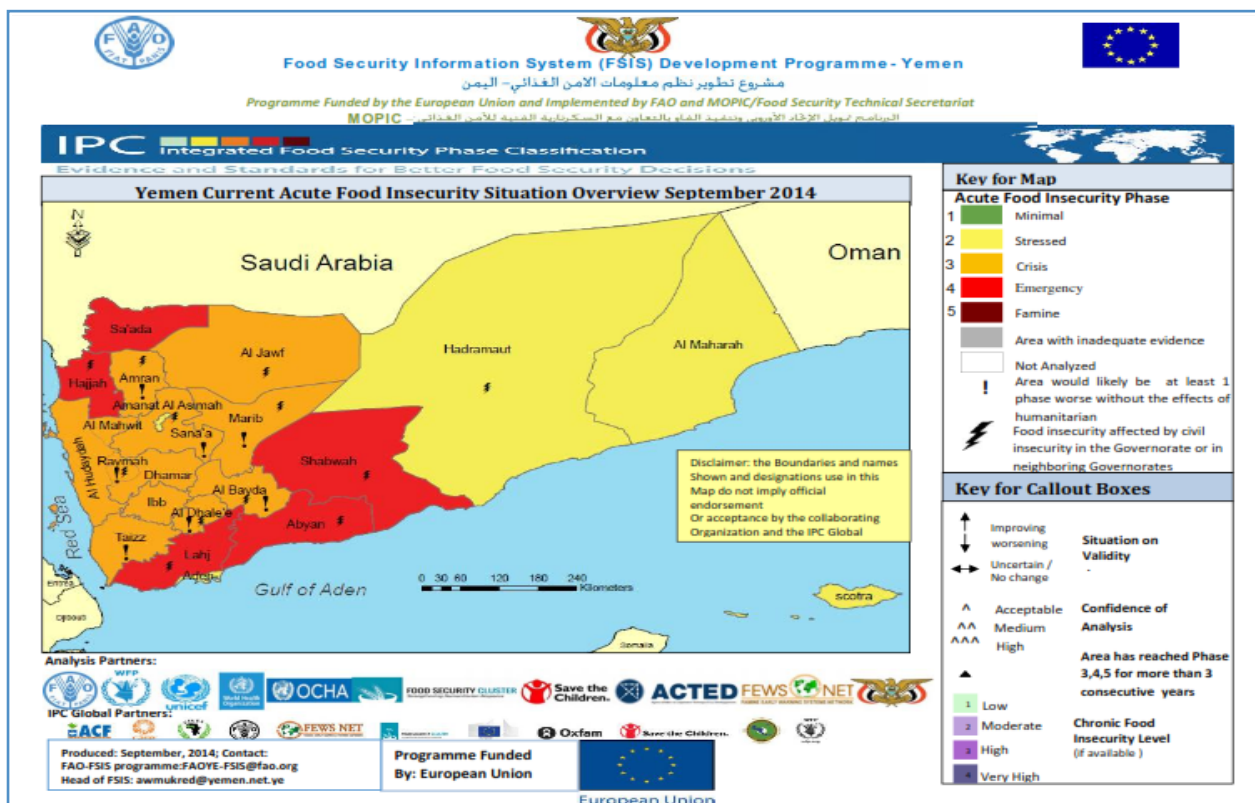 Food Security Information System (FSIS) Development Programme - Yemen
مشروع تطوير نظم معلومات الامن الغذائي - اليمن
Programme Funded by the European Union and Implemented by FAO and MOPIC/Food Security Technical Secretariat
البرنامج تمويل الإتحاد الأوروبي وتنفيذ الفاو بالتعاون مع السكرتارية الفنية للأمن الغذائي - MOPIC
IPC Integrated Food Security Phase Classification
Evidence and Standards for Better Food Security Decisions
Yemen Current Acute Food Insecurity Situation Overview September 2014
N
Saudi Arabia
Oman
Sa'ada
Al Jawf
Hadramaut
Al Maharah
Hajjah
Amran
Amanat Al Asimah
Marib
Al Mahwit
Sana'a
Al Hudaydah
Raymah
Dhamar
Shabwah
Ibb
Al Bayda
Al Dhale'e
Abyan
Taizz
Lahj
Aden
Red Sea
Gulf of Aden
Eritrea
Djibouti
Somalia
scotra
0 30 60 120 180 240
Kilometers
Disclaimer: the Boundaries and names
Shown and designations use in this
Map do not imply official
endorsement
Or acceptance by the collaborating
Organization and the IPC Global
Key for Map
Acute Food Insecurity Phase
1 Minimal
2 Stressed
3 Crisis
4 Emergency
5 Famine
Area with inadequate evidence
Not Analyzed
! Area would likely be at least 1
phase worse without the effects of
humanitarian
Food insecurity affected by civil
insecurity in the Governorate or in
neighboring Governorates
Key for Callout Boxes
Improving
worsening
Uncertain /
No change
Situation on
Validity
^ Acceptable
^^ Medium
^^^ High
Confidence of
Analysis
Area has reached Phase
3,4,5 for more than 3
consecutive years
1 Low
2 Moderate
3 High
4 Very High
Chronic Food
Insecurity Level
(if available )
Analysis Partners:
FAO
WFP
unicef
World Health Organization
OCHA
FOOD SECURITY CLUSTER
Save the Children.
ACTED
FEWS NET
IPC Global Partners:
ACF
FEWS NET
Oxfam
Save the Children.
WFP
Produced: September, 2014; Contact:
FAO-FSIS programme:FAOYE-FSIS@fao.org
Head of FSIS: awmukred@yemen.net.ye
Programme Funded
By: European Union
European Union